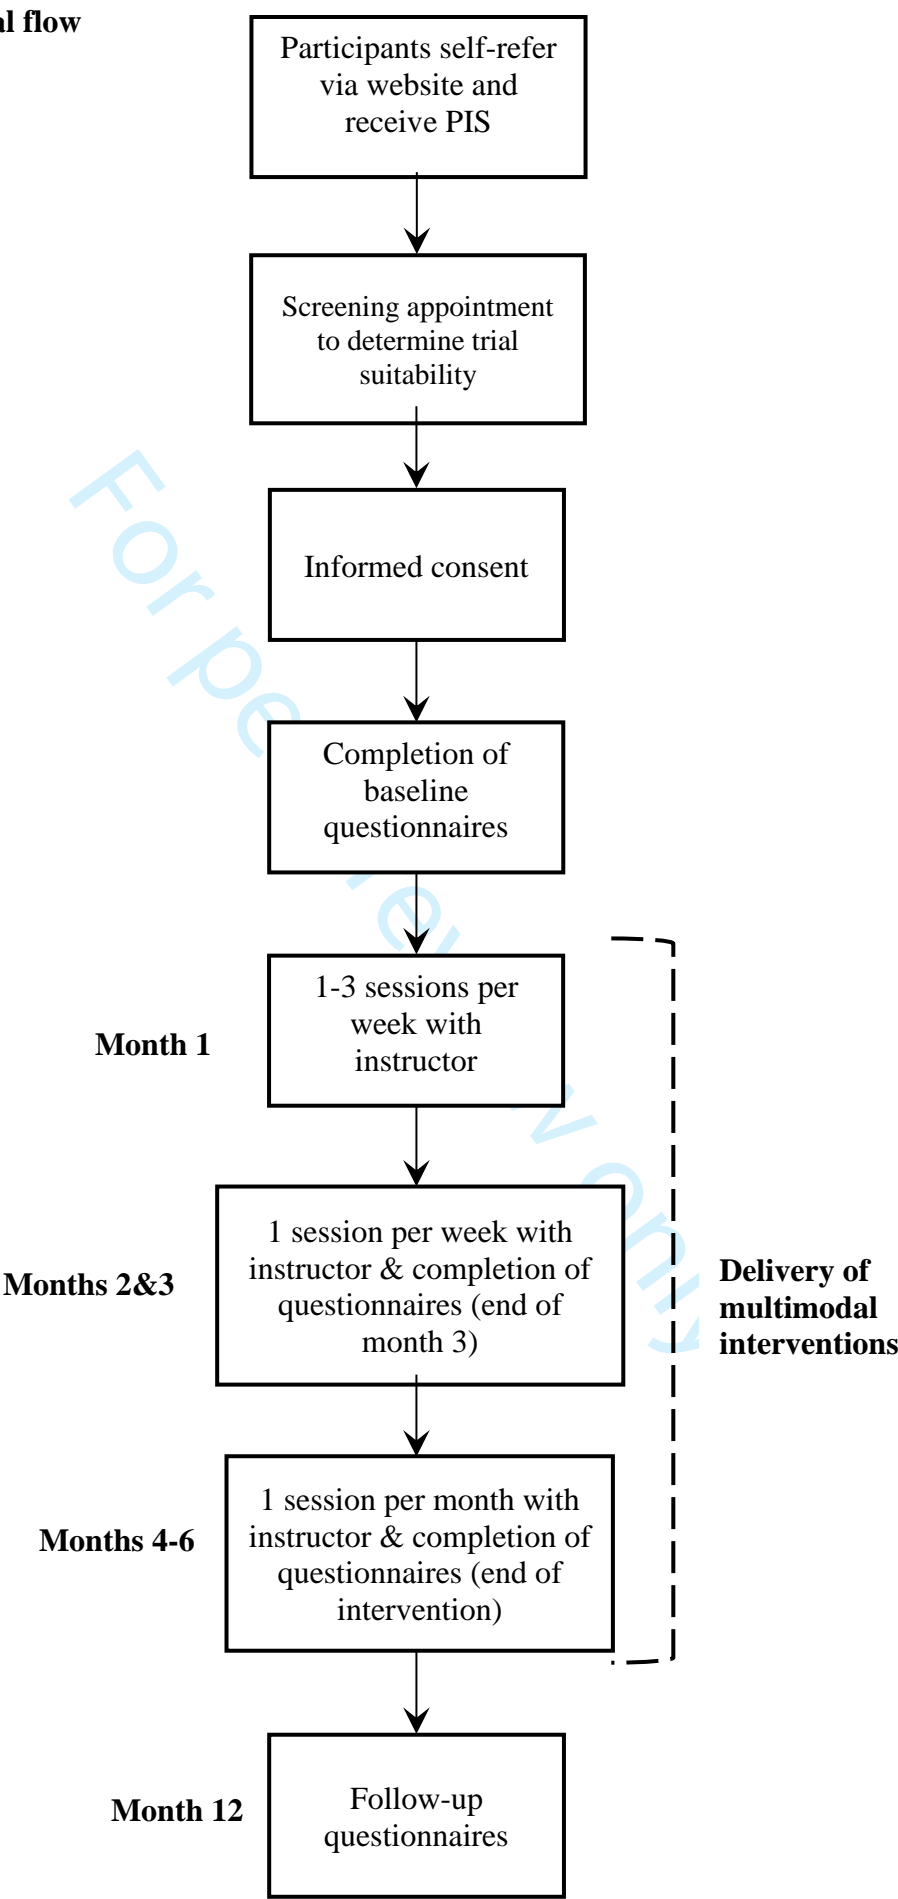 al flow
Participants self-refer
via website and
receive PIS
Screening appointment
to determine trial
suitability
Informed consent
Completion of
baseline
questionnaires
Month 1
1-3 sessions per
week with
instructor
Months 2&3
1 session per week with
instructor & completion of
questionnaires (end of
month 3)
Delivery of
multimodal
interventions
Months 4-6
1 session per month with
instructor & completion of
questionnaires (end of
intervention)
Month 12
Follow-up
questionnaires
For peer review only